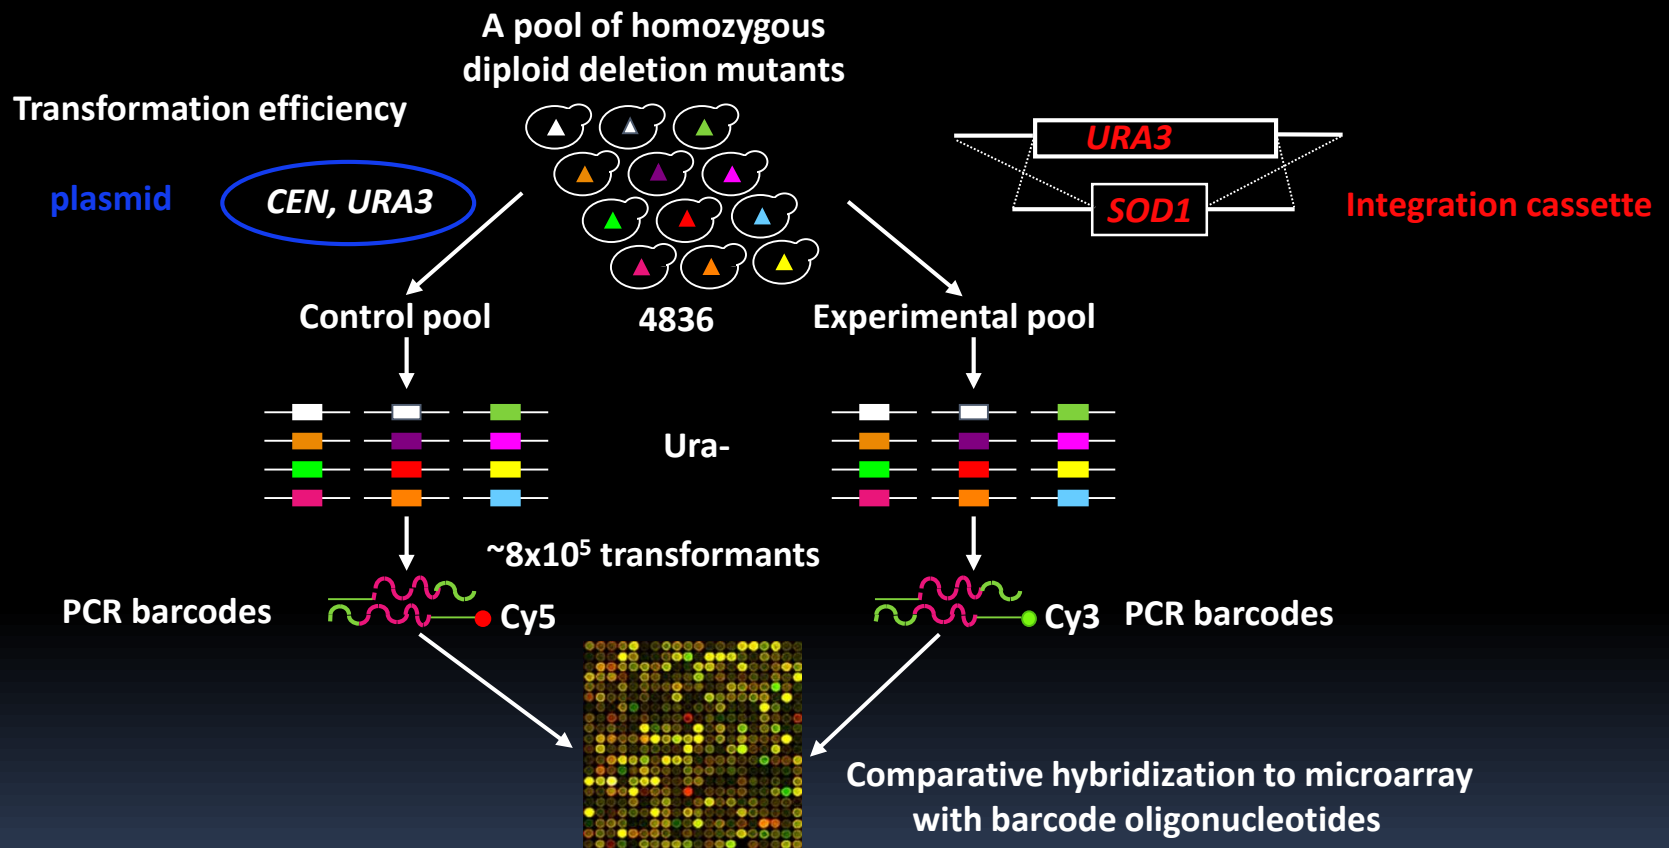 A pool of homozygous
diploid deletion mutants
Transformation efficiency
plasmid
CEN, URA3
URA3
SOD1
Integration cassette
Control pool
4836
Experimental pool
Ura-
~8x10⁵ transformants
PCR barcodes
Cy5
Cy3
PCR barcodes
Comparative hybridization to microarray
with barcode oligonucleotides